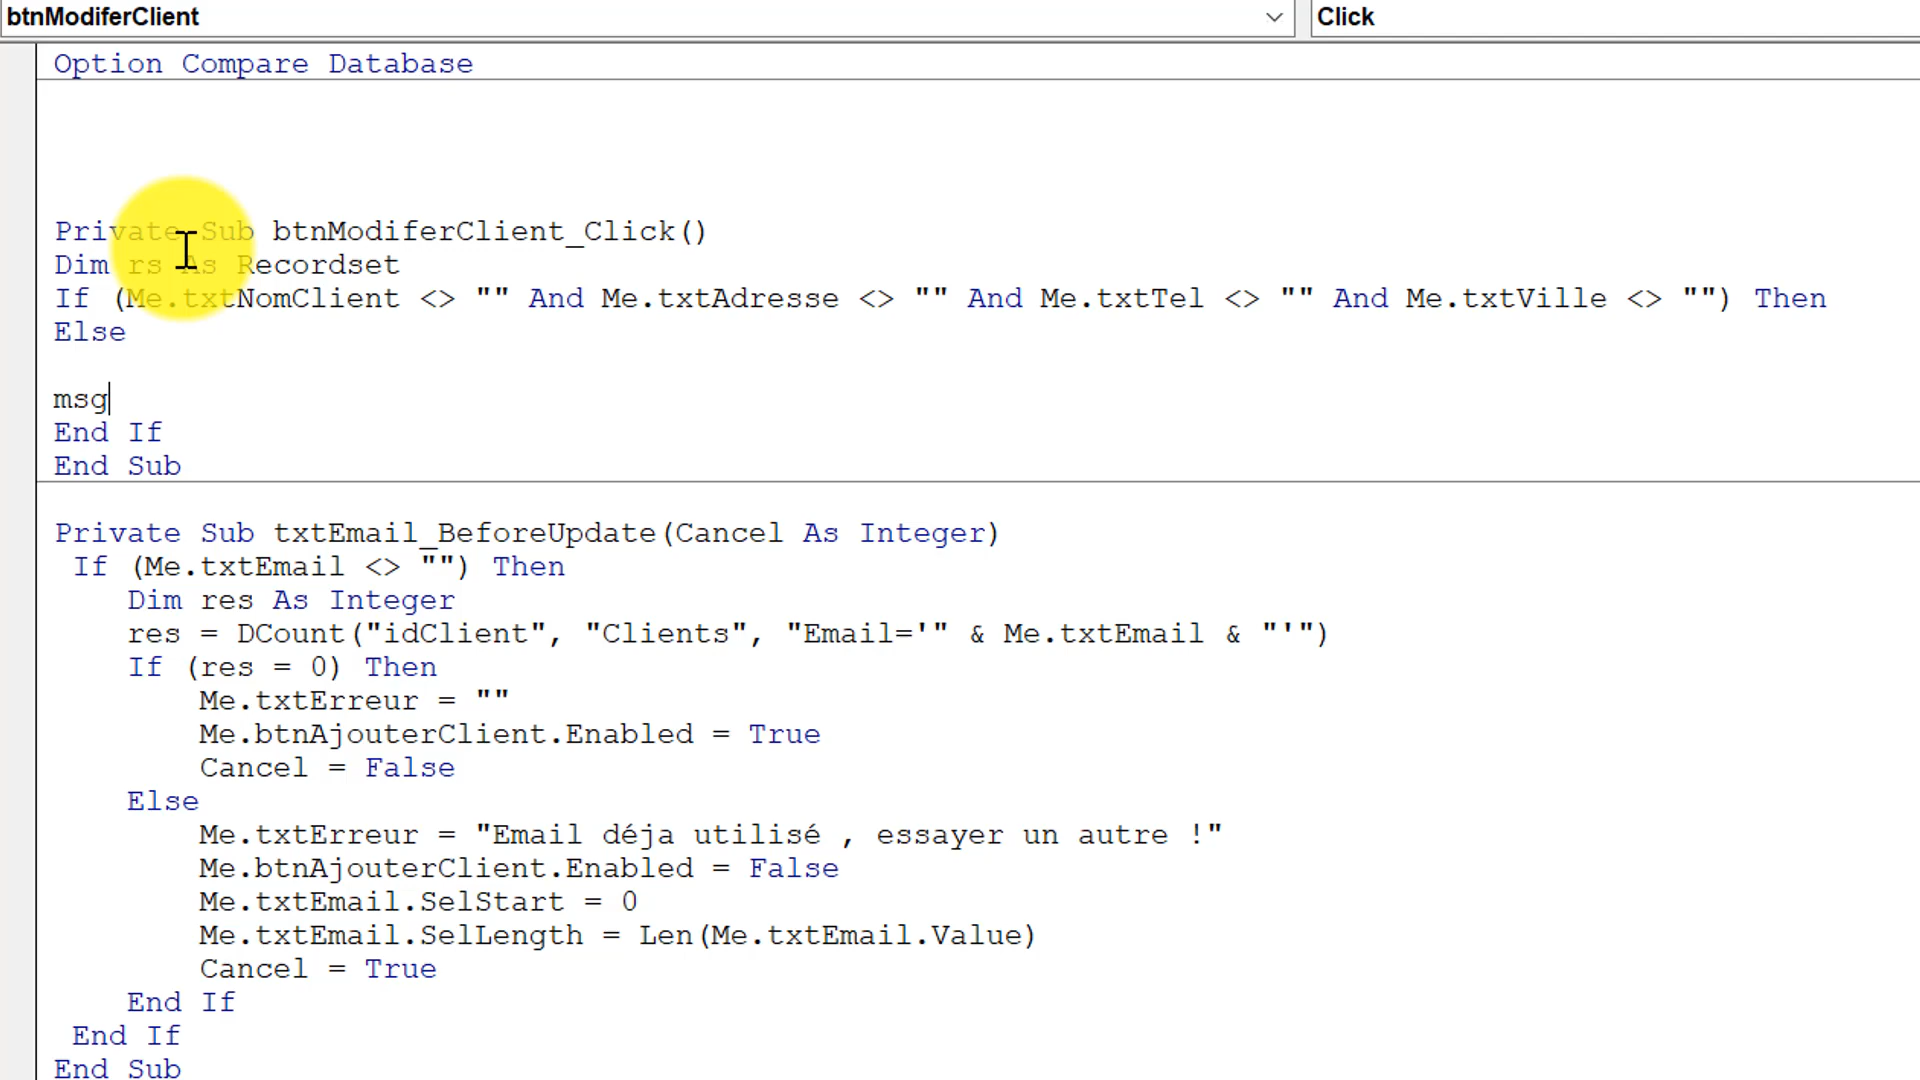 btnModiferClient Click
Option Compare Database
Private Sub btnModiferClient_Click()
Dim rs As Recordset
If (Me.txtNomClient <> "" And Me.txtAdresse <> "" And Me.txtTel <> "" And Me.txtVille <> "") Then
Else
msg
End If
End Sub
Private Sub txtEmail_BeforeUpdate(Cancel As Integer)
If (Me.txtEmail <> "") Then
Dim res As Integer
res = DCount("idClient", "Clients", "Email='" & Me.txtEmail & "'")
If (res = 0) Then
Me.txtErreur = ""
Me.btnAjouterClient.Enabled = True
Cancel = False
Else
Me.txtErreur = "Email déja utilisé , essayer un autre !"
Me.btnAjouterClient.Enabled = False
Me.txtEmail.SelStart = 0
Me.txtEmail.SelLength = Len(Me.txtEmail.Value)
Cancel = True
End If
End If
End Sub